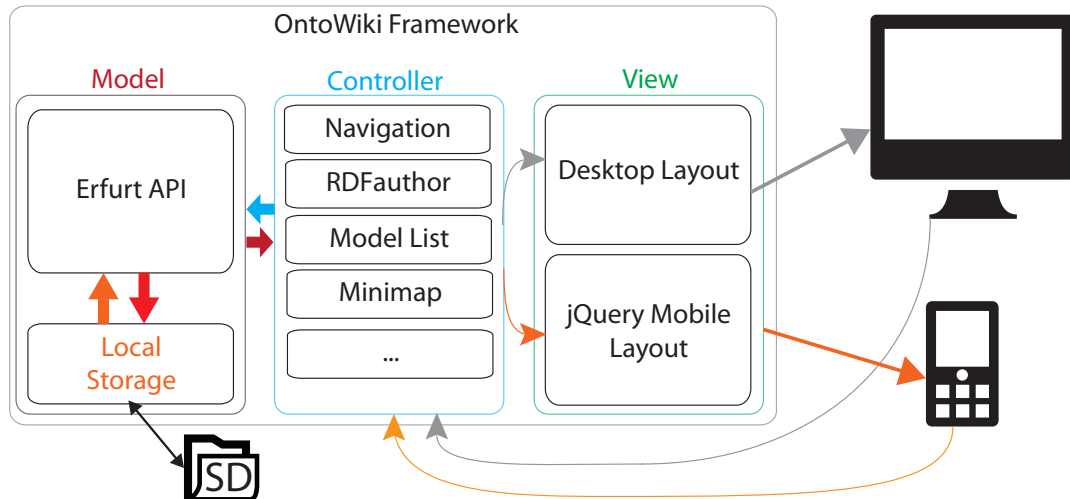 OntoWiki Framework
Model
Erfurt API
Local
Storage
SD
Controller
Navigation
RDFauthor
Model List
Minimap
...
View
Desktop Layout
jQuery Mobile
Layout